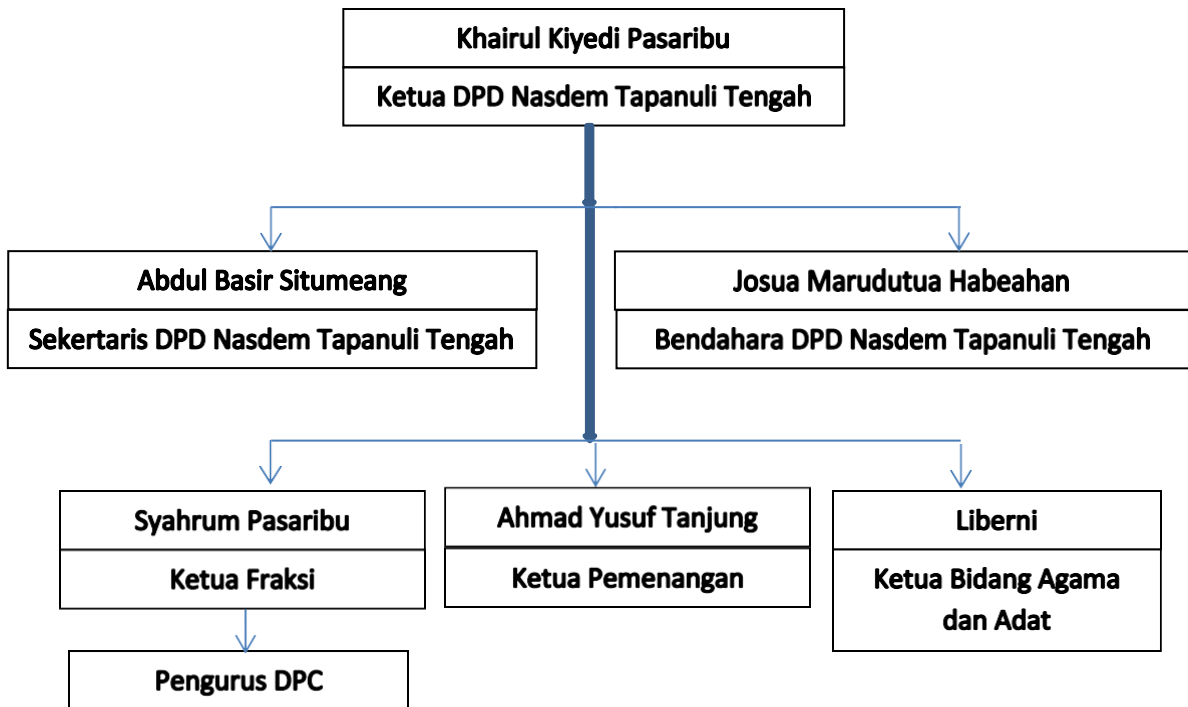 Khairul Kiyedi Pasaribu
Ketua DPD Nasdem Tapanuli Tengah
Abdul Basir Situmeang
Sekertaris DPD Nasdem Tapanuli Tengah
Josua Marudutua Habeahan
Bendahara DPD Nasdem Tapanuli Tengah
Syahrum Pasaribu
Ketua Fraksi
Ahmad Yusuf Tanjung
Ketua Pemenangan
Liberni
Ketua Bidang Agama
dan Adat
Pengurus DPC